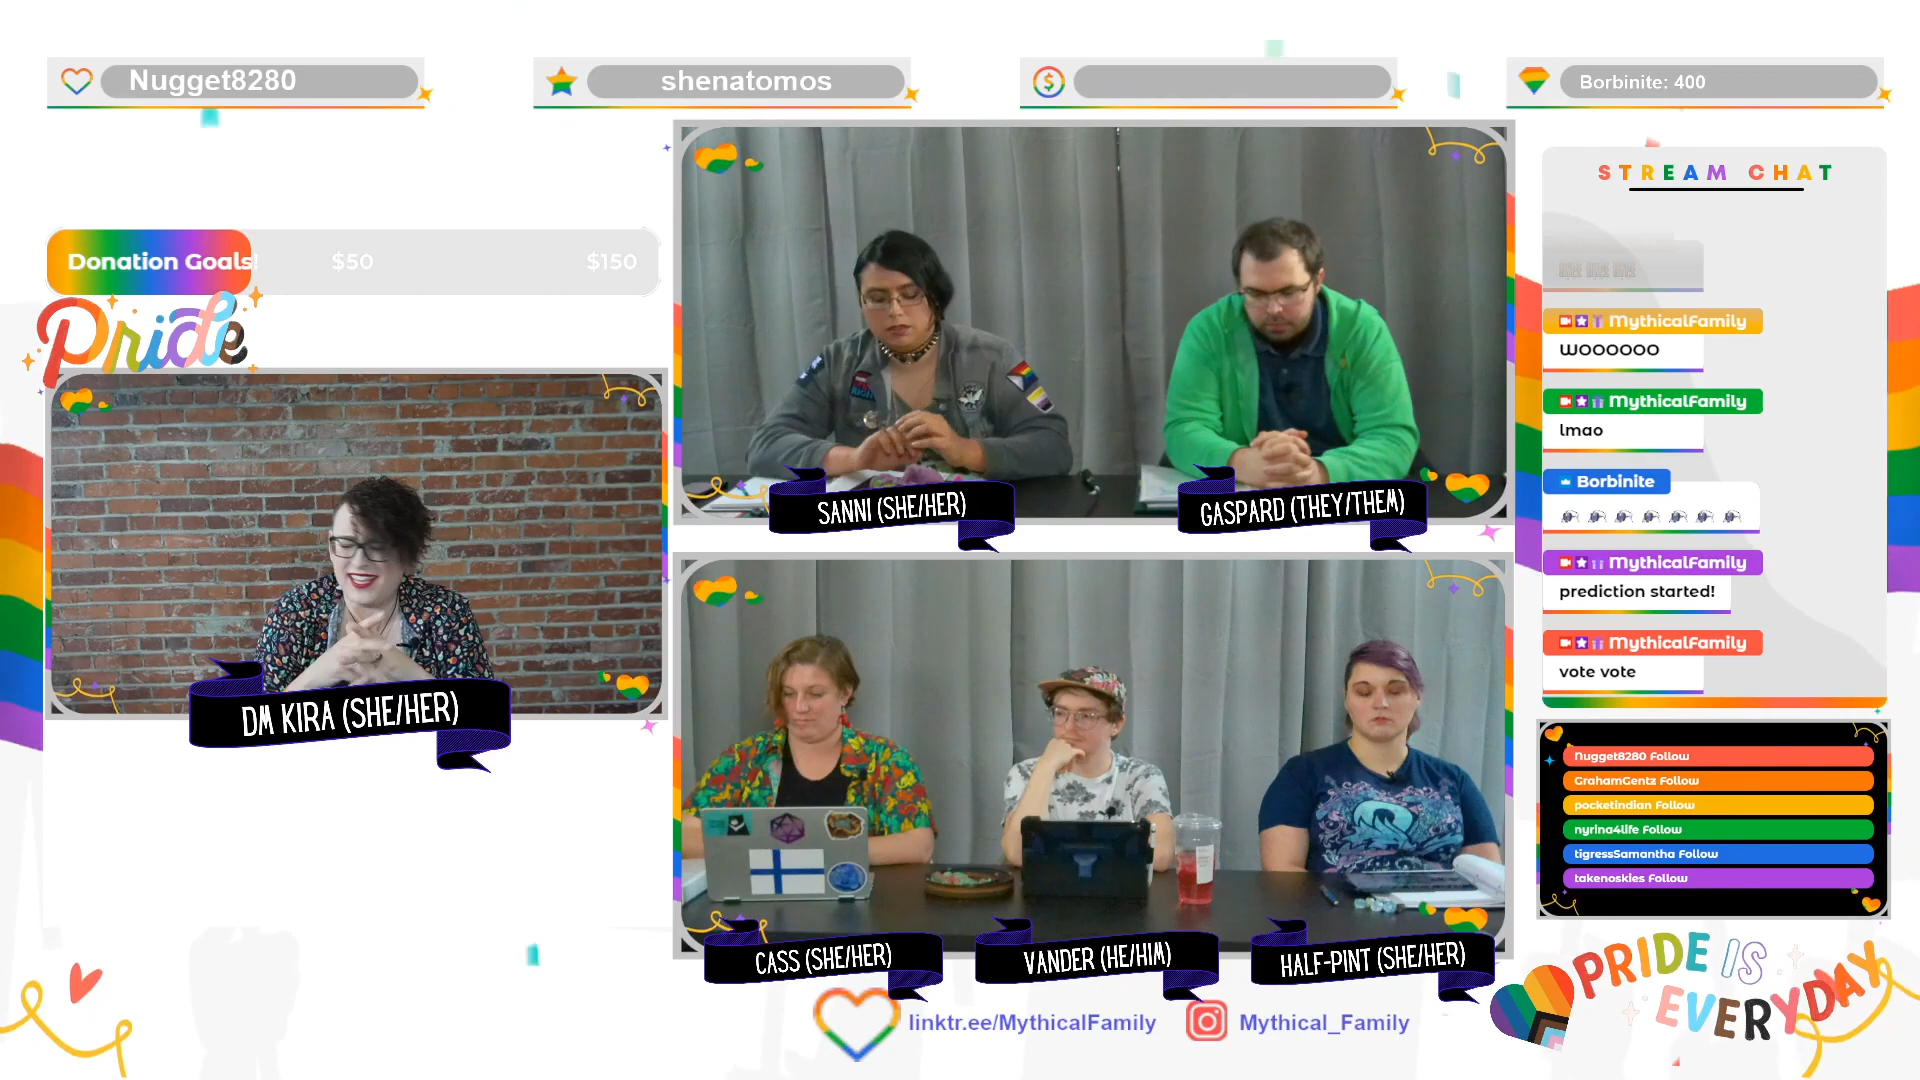 Nugget8280
shenatomos
Borbinite: 400
STREAM CHAT
Donation Goals!
$50
$150
Pride
MythicalFamily
WOOOOOO
MythicalFamily
lmao
Borbinite
MythicalFamily
prediction started!
MythicalFamily
vote vote
SANNI (SHE/HER)
GASPARD (THEY/THEM)
DM KIRA (SHE/HER)
CASS (SHE/HER)
VANDER (HE/HIM)
HALF-PINT (SHE/HER)
Nugget8280 Follow
GrahamGentz Follow
pocketindian Follow
nyrina4life Follow
tigressSamantha Follow
takenoskies Follow
PRIDE IS
EVERYDAY
linktr.ee/MythicalFamily
Mythical_Family